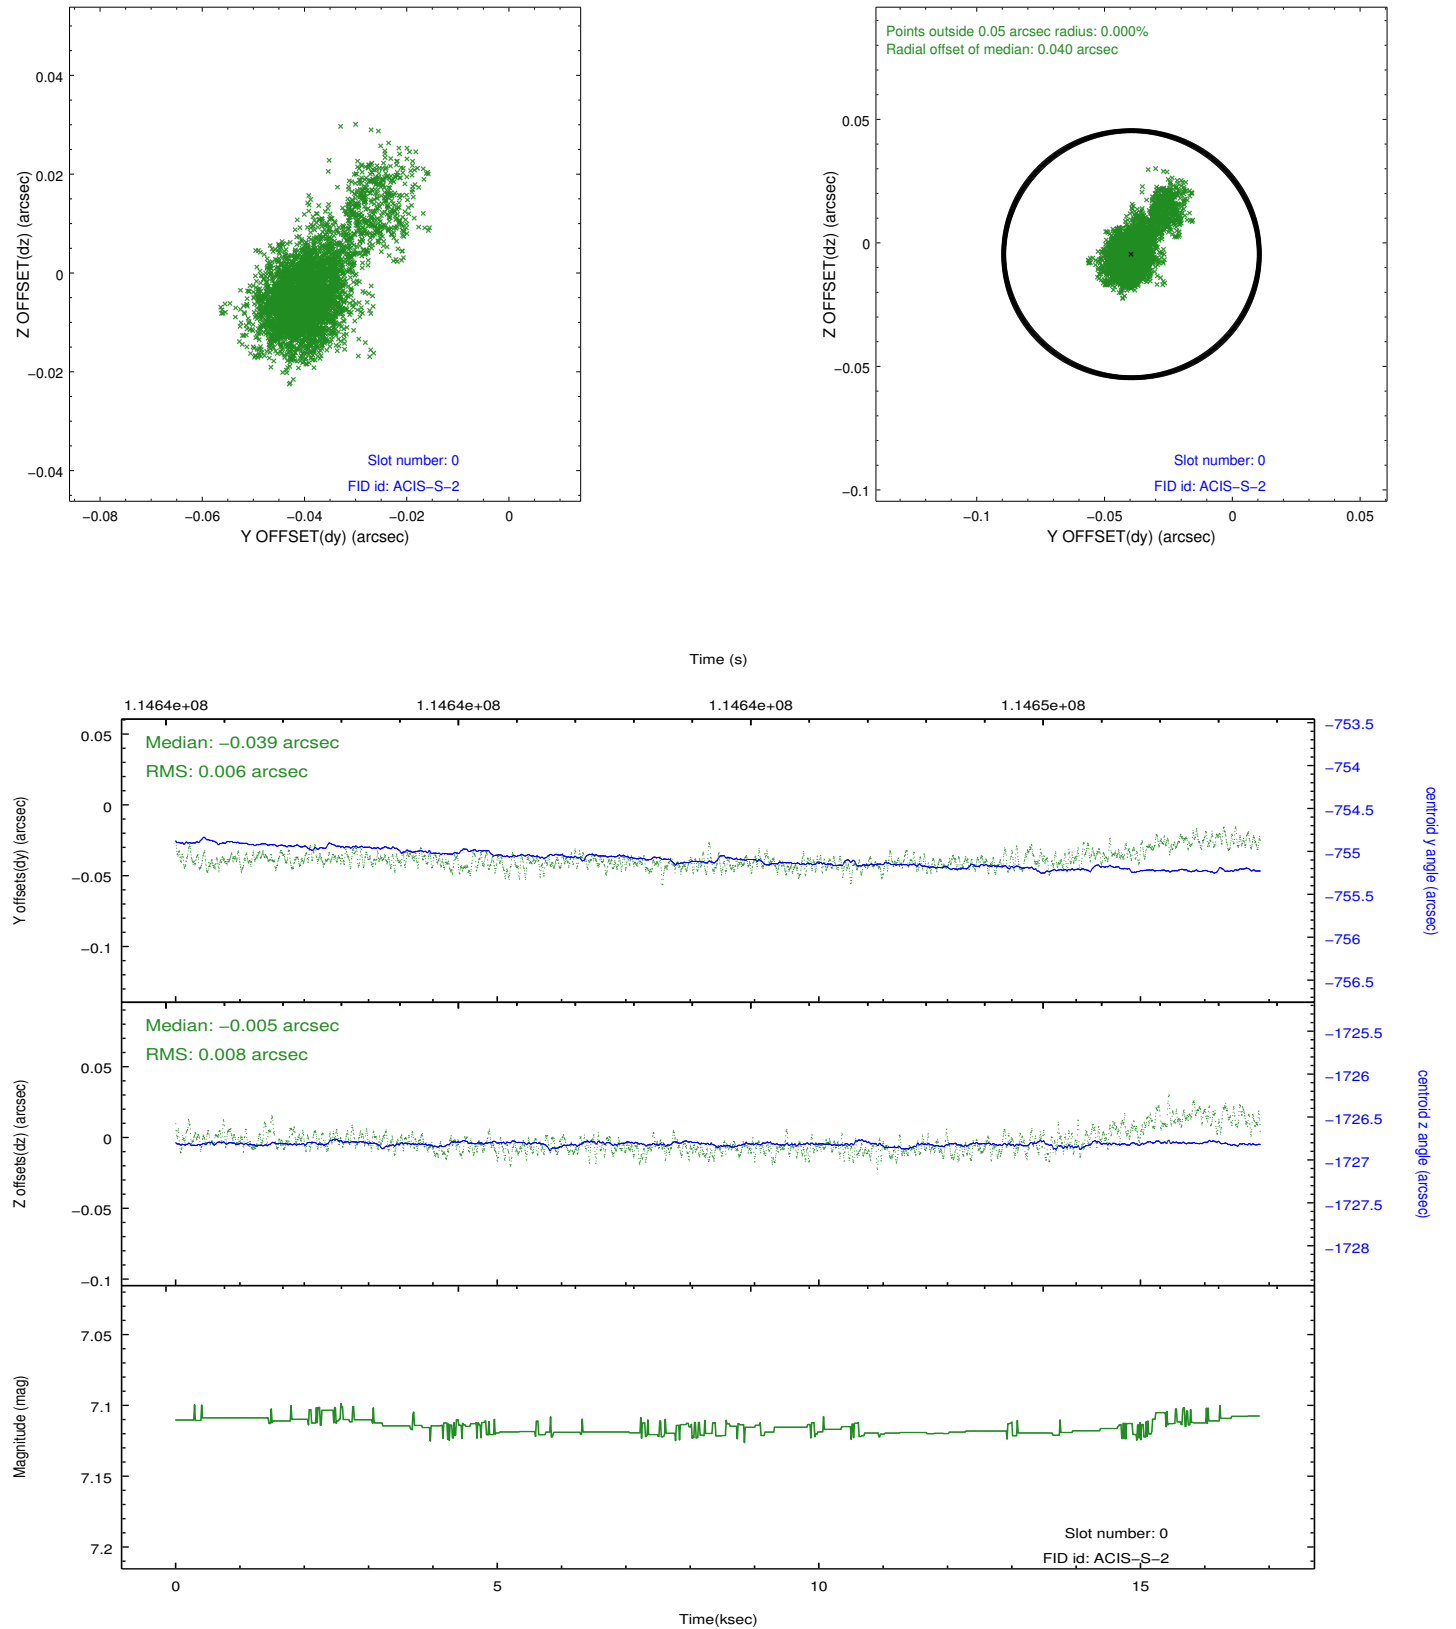 Points outside 0.05 arcsec radius: 0.000%
Radial offset of median: 0.040 arcsec
0.04
0.02
0
−0.02
−0.04
Z OFFSET(dz) (arcsec)
Slot number: 0
FID id: ACIS−S−2
−0.08 −0.06 −0.04 −0.02 0
Y OFFSET(dy) (arcsec)
0.05
0
−0.05
−0.1
Z OFFSET(dz) (arcsec)
Slot number: 0
FID id: ACIS−S−2
−0.1 −0.05 0 0.05
Y OFFSET(dy) (arcsec)
Time (s)
1.1464e+08 1.1464e+08 1.1464e+08 1.1465e+08
Median: −0.039 arcsec
RMS: 0.006 arcsec
0.05
0
−0.05
−0.1
Y offsets(dy) (arcsec)
−753.5
−754
−754.5
−755
−755.5
−756
−756.5
centroid y angle (arcsec)
Median: −0.005 arcsec
RMS: 0.008 arcsec
0.05
0
−0.05
−0.1
Z offsets(dz) (arcsec)
−1725.5
−1726
−1726.5
−1727
−1727.5
−1728
centroid z angle (arcsec)
7.05
7.1
7.15
7.2
Magnitude (mag)
Slot number: 0
FID id: ACIS−S−2
0 5 10 15
Time(ksec)